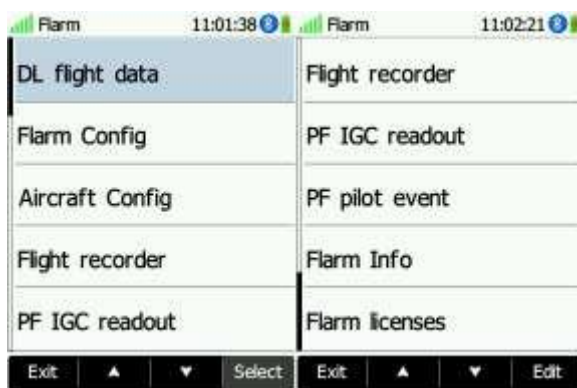 Flarm 11:01:38
DL flight data
Flarm Config
Aircraft Config
Flight recorder
PF IGC readout
Exit Select
Flarm 11:02:21
Flight recorder
PF IGC readout
PF pilot event
Flarm Info
Flarm licenses
Exit Edit